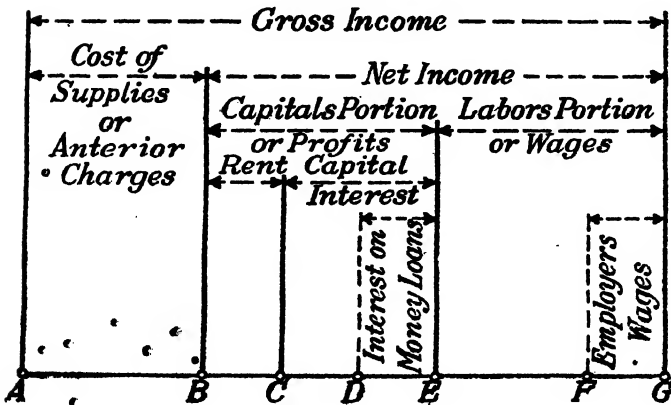 Gross Income
Cost of
Supplies
or
Anterior
Charges
Net Income
Capitals Portion
or Profits
Labors Portion
or Wages
Rent
Capital
Interest
Interest on
Money Loans
Employers
Wages
A B C D E F G